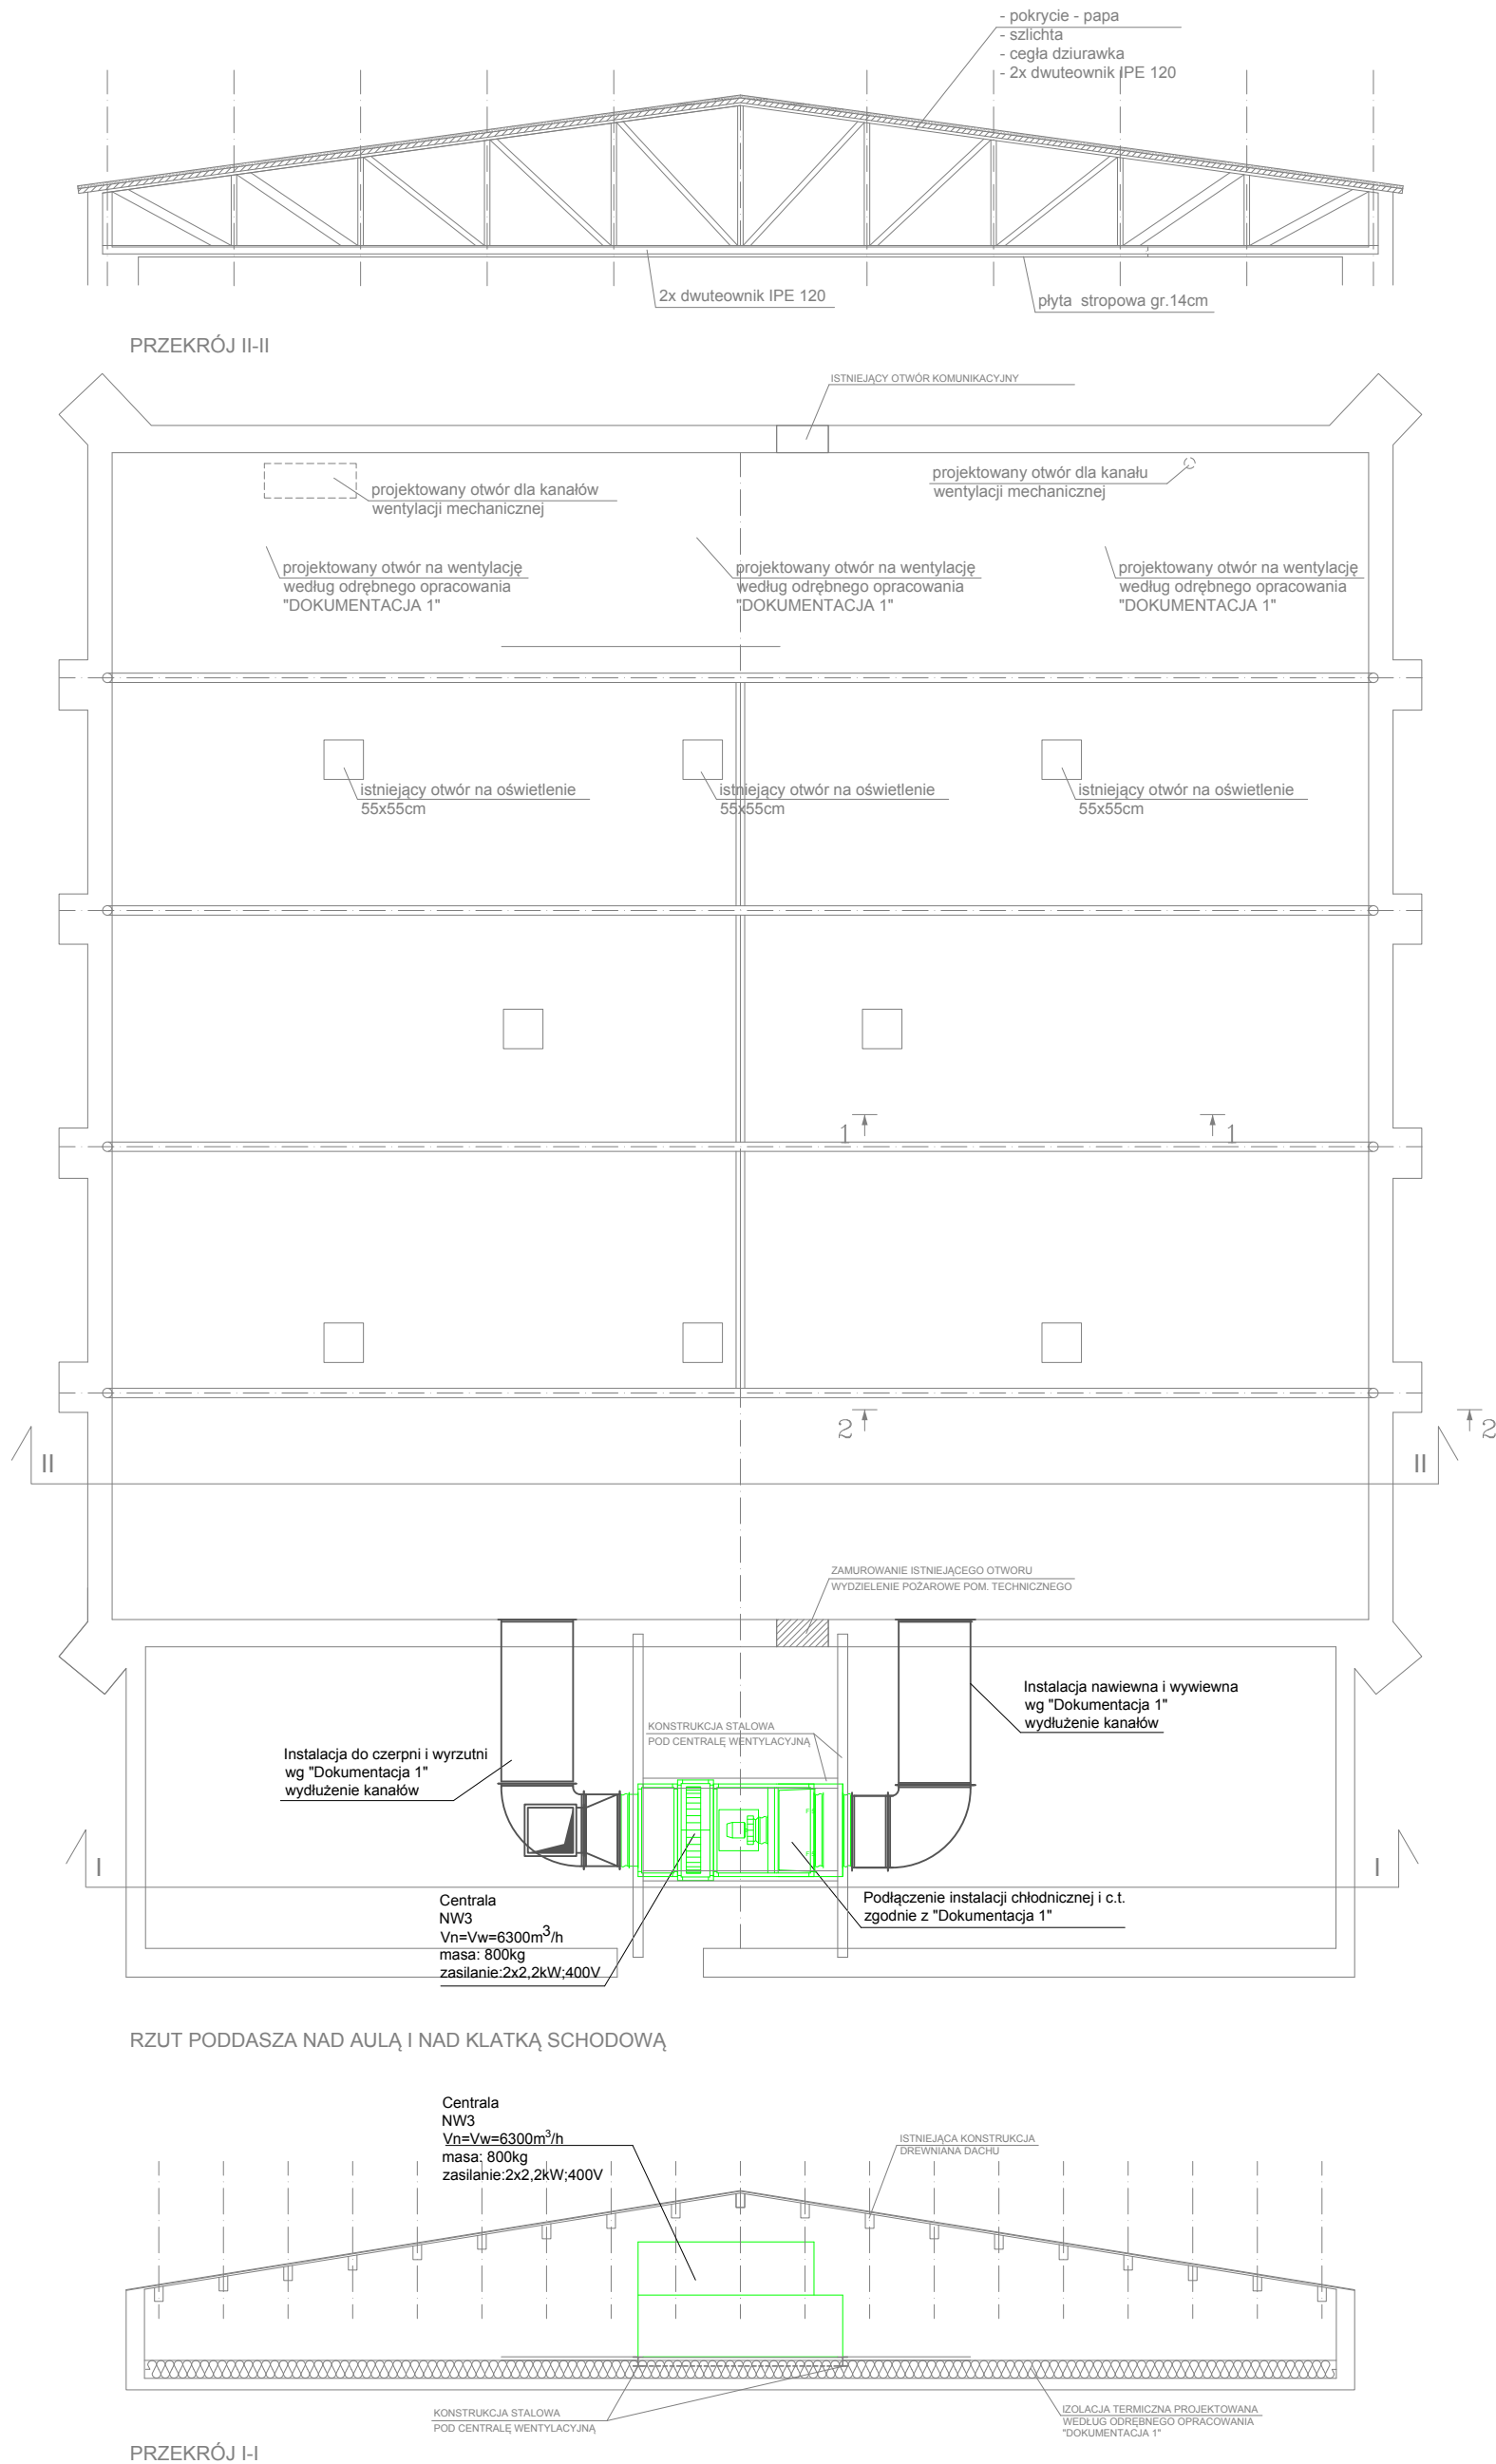 - pokrycie - papa
- szlichta
- cegła dziurawka
- 2x dwuteownik IPE 120
2x dwuteownik IPE 120
płyta stropowa gr.14cm
PRZEKRÓJ II-II
ISTNIEJĄCY OTWÓR KOMUNIKACYJNY
projektowany otwór dla kanałów
wentylacji mechanicznej
projektowany otwór dla kanału
wentylacji mechanicznej
projektowany otwór na wentylację
według odrębnego opracowania
"DOKUMENTACJA 1"
projektowany otwór na wentylację
według odrębnego opracowania
"DOKUMENTACJA 1"
projektowany otwór na wentylację
według odrębnego opracowania
"DOKUMENTACJA 1"
istniejący otwór na oświetlenie
55x55cm
istniejący otwór na oświetlenie
55x55cm
istniejący otwór na oświetlenie
55x55cm
1
1
2
2
II
II
ZAMUROWANIE ISTNIEJĄCEGO OTWORU
WYDZIELENIE POŻAROWE POM. TECHNICZNEGO
Instalacja nawiewna i wywiewna
wg "Dokumentacja 1"
wydłużenie kanałów
KONSTRUKCJA STALOWA
POD CENTRALĘ WENTYLACYJNĄ
Instalacja do czerpni i wyrzutni
wg "Dokumentacja 1"
wydłużenie kanałów
I
I
Centrala
NW3
Vn=Vw=6300m³/h
masa: 800kg
zasilanie:2x2,2kW;400V
Podłączenie instalacji chłodnicznej i c.t.
zgodnie z "Dokumentacja 1"
RZUT PODDASZA NAD AULĄ I NAD KLATKĄ SCHODOWĄ
Centrala
NW3
Vn=Vw=6300m³/h
masa: 800kg
zasilanie:2x2,2kW;400V
ISTNIEJĄCA KONSTRUKCJA
DREWNIANA DACHU
KONSTRUKCJA STALOWA
POD CENTRALĘ WENTYLACYJNĄ
IZOLACJA TERMICZNA PROJEKTOWANA
WEDŁUG ODRĘBNEGO OPRACOWANIA
"DOKUMENTACJA 1"
PRZEKRÓJ I-I